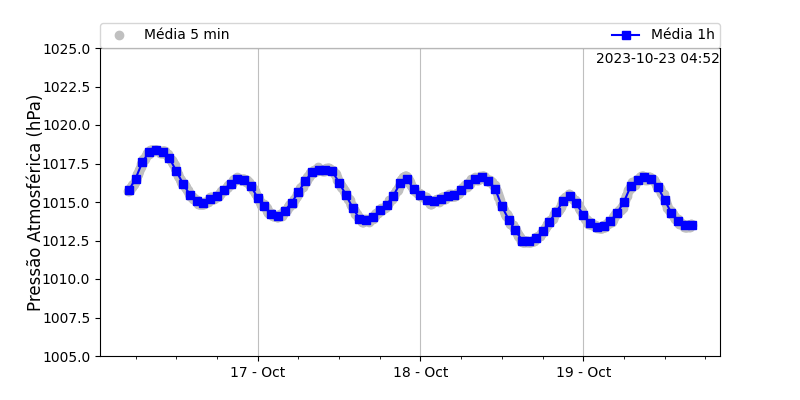 Média 5 min
Média 1h
2023-10-23 04:52
Pressão Atmosférica (hPa)
1025.0
1022.5
1020.0
1017.5
1015.0
1012.5
1010.0
1007.5
1005.0
17 - Oct
18 - Oct
19 - Oct